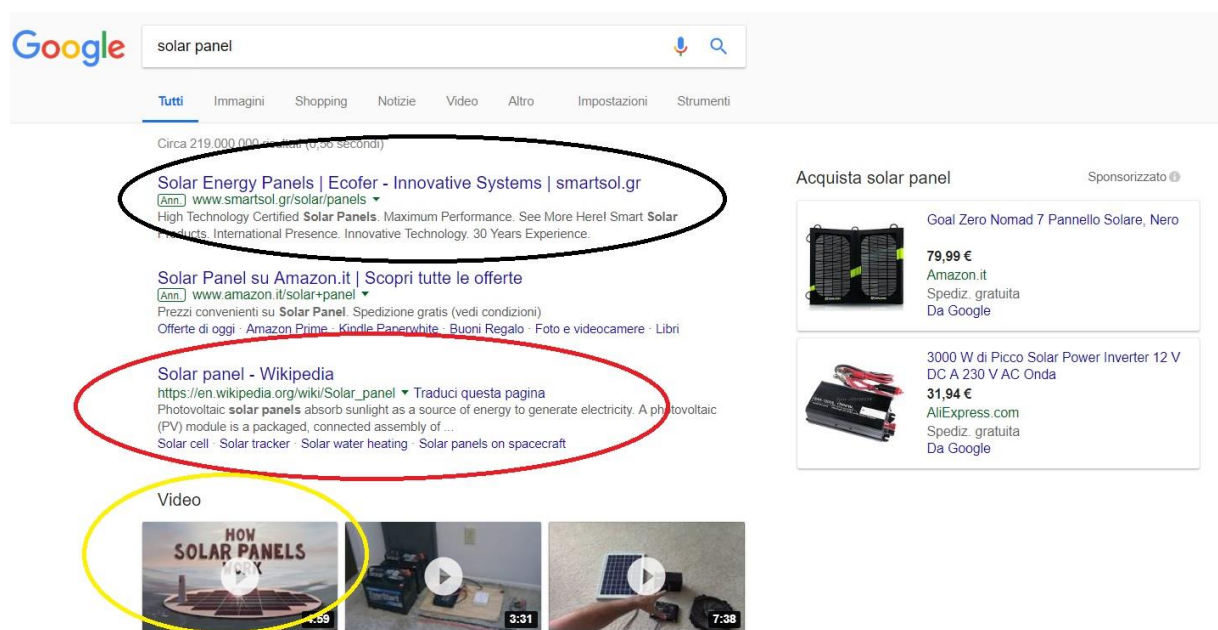 Google
solar panel
Tutti Immagini Shopping Notizie Video Altro Impostazioni Strumenti
Circa 219.000.000 risultati (0,56 secondi)
Solar Energy Panels | Ecofer - Innovative Systems | smartsol.gr
Ann. www.smartsol.gr/solar/panels
High Technology Certified Solar Panels. Maximum Performance. See More Here! Smart Solar
Products. International Presence. Innovative Technology. 30 Years Experience.
Solar Panel su Amazon.it | Scopri tutte le offerte
Ann. www.amazon.it/solar+panel
Prezzi convenienti su Solar Panel. Spedizione gratis (vedi condizioni)
Offerte di oggi · Amazon Prime · Kindle Paperwhite · Buoni Regalo · Foto e videocamere · Libri
Solar panel - Wikipedia
https://en.wikipedia.org/wiki/Solar_panel Traduci questa pagina
Photovoltaic solar panels absorb sunlight as a source of energy to generate electricity. A photovoltaic
(PV) module is a packaged, connected assembly of ...
Solar cell · Solar tracker · Solar water heating · Solar panels on spacecraft
Video
HOW
SOLAR PANELS
WORK
4:59
3:31
7:38
Acquista solar panel Sponsorizzato
Goal Zero Nomad 7 Pannello Solare, Nero
79,99 €
Amazon.it
Spediz. gratuita
Da Google
3000 W di Picco Solar Power Inverter 12 V
DC A 230 V AC Onda
31,94 €
AliExpress.com
Spediz. gratuita
Da Google